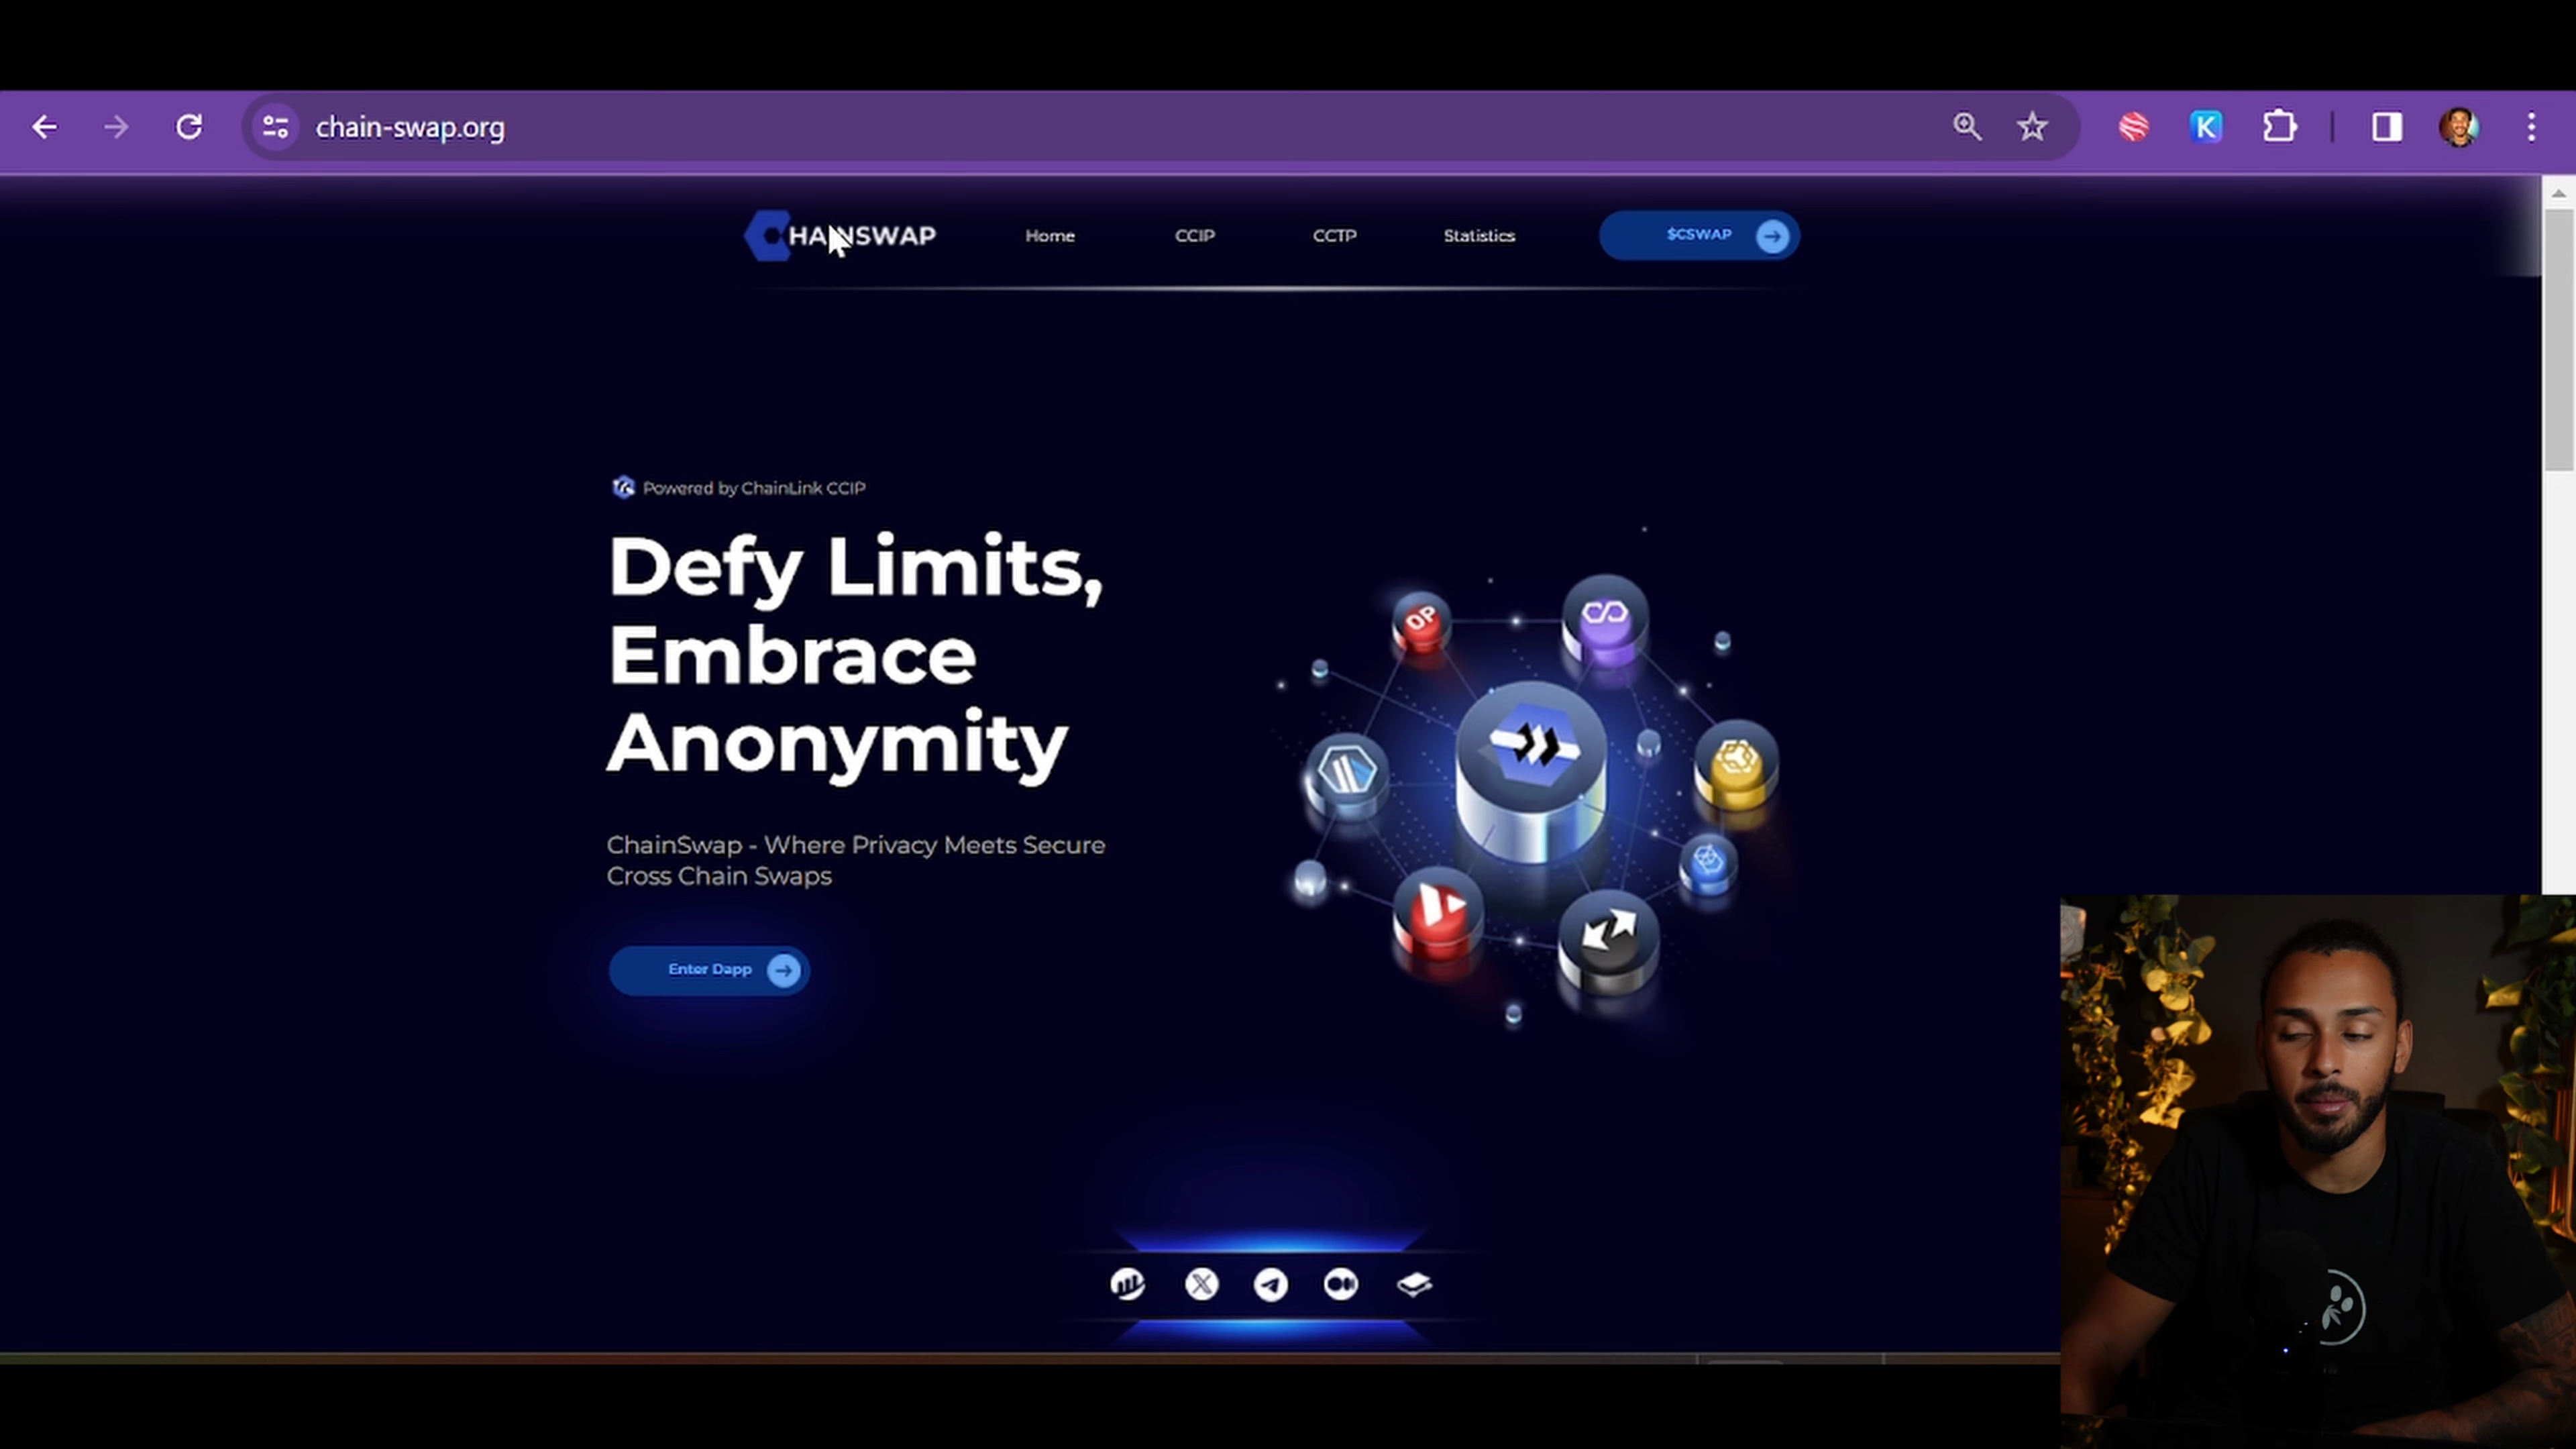 chain-swap.org
K
HAINSWAP
Home
CCIP
CCTP
Statistics
$CSWAP
Powered by ChainLink CCIP
Defy Limits,
Embrace
Anonymity
ChainSwap - Where Privacy Meets Secure
Cross Chain Swaps
Enter Dapp
OP